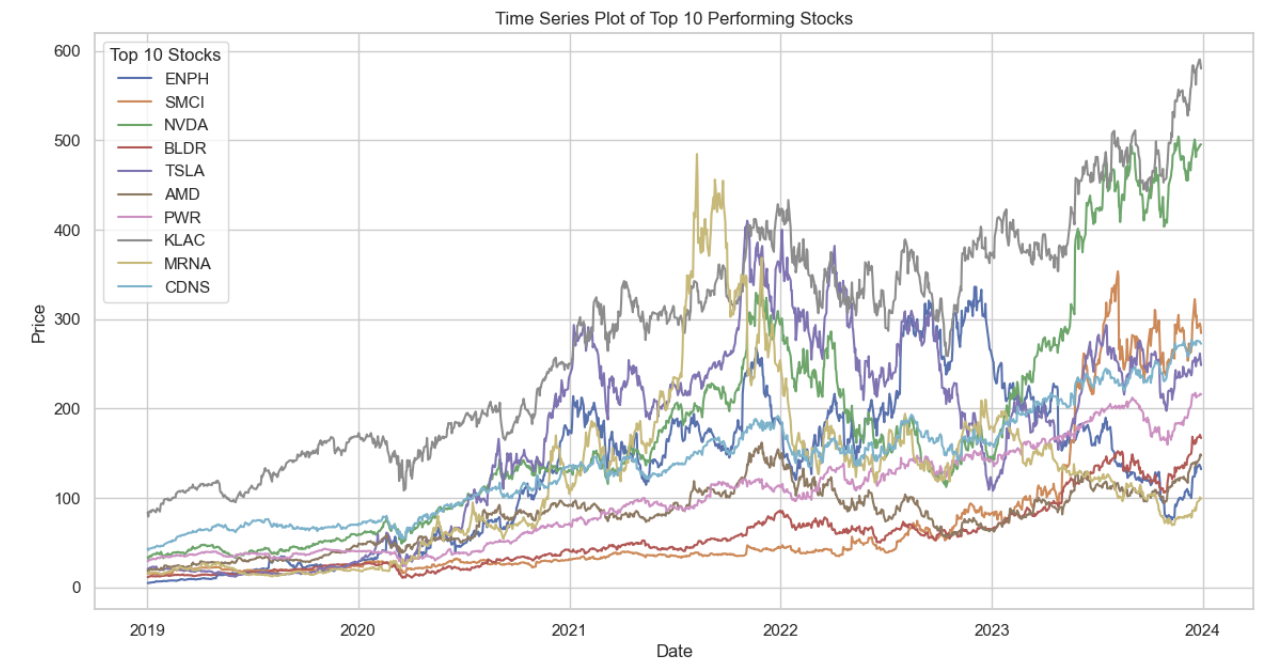 Time Series Plot of Top 10 Performing Stocks
600
500
400
300
200
100
0
Price
Top 10 Stocks
ENPH
SMCI
NVDA
BLDR
TSLA
AMD
PWR
KLAC
MRNA
CDNS
2019 2020 2021 2022 2023 2024
Date